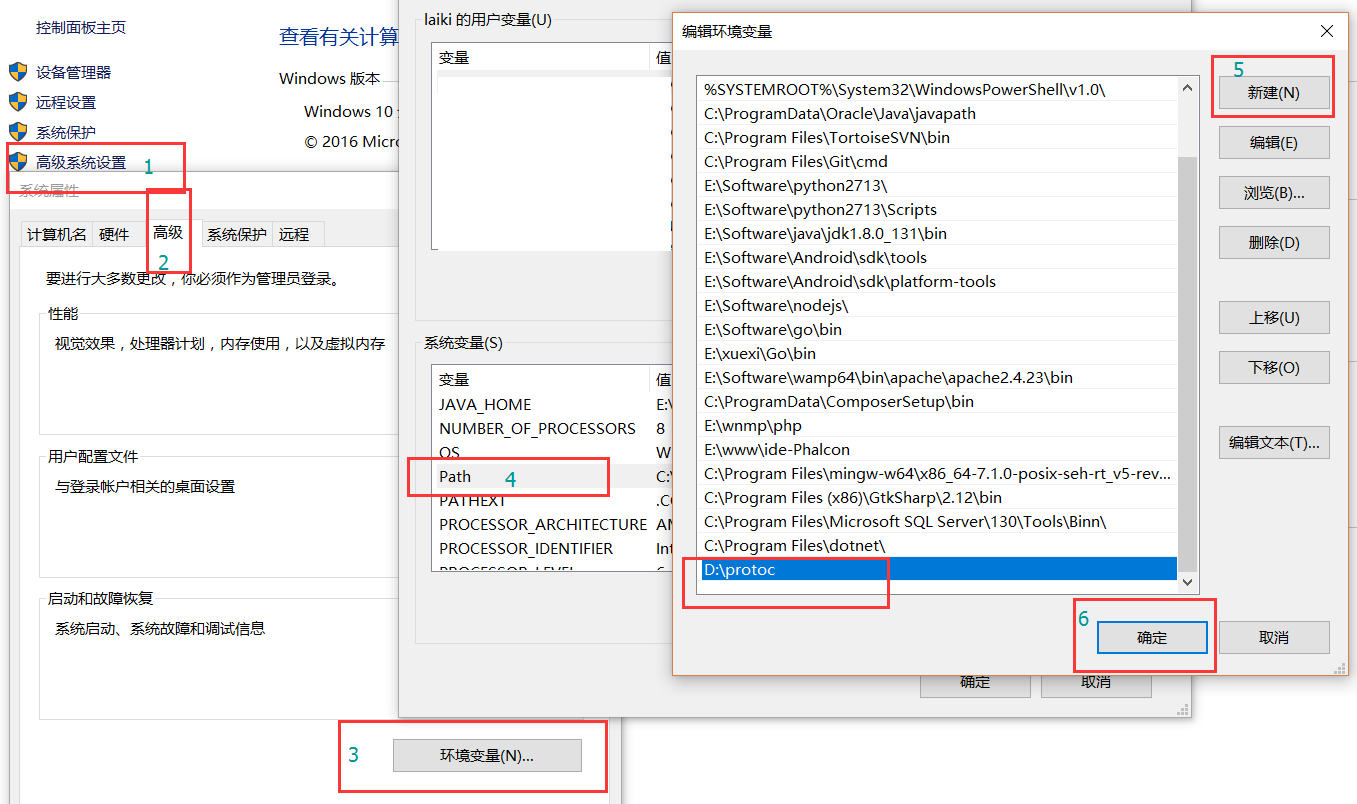 控制面板主页
设备管理器
远程设置
系统保护
高级系统设置
1
查看有关计算
Windows 版本
Windows 10
© 2016 Micro
系统属性
计算机名
硬件
高级
系统保护
远程
2
要进行大多数更改，你必须作为管理员登录。
性能
视觉效果，处理器计划，内存使用，以及虚拟内存
用户配置文件
与登录帐户相关的桌面设置
启动和故障恢复
系统启动、系统故障和调试信息
3
环境变量(N)...
laiki 的用户变量(U)
变量
值
系统变量(S)
变量
值
JAVA_HOME
E:\
NUMBER_OF_PROCESSORS
8
OS
W
Path
4
C:\
PATHEXT
.CO
PROCESSOR_ARCHITECTURE
AM
PROCESSOR_IDENTIFIER
Int
PROCESSOR_LEVEL
6
确定
取消
编辑环境变量
%SYSTEMROOT%\System32\WindowsPowerShell\v1.0\
C:\ProgramData\Oracle\Java\javapath
C:\Program Files\TortoiseSVN\bin
C:\Program Files\Git\cmd
E:\Software\python2713\
E:\Software\python2713\Scripts
E:\Software\java\jdk1.8.0_131\bin
E:\Software\Android\sdk\tools
E:\Software\Android\sdk\platform-tools
E:\Software\nodejs\
E:\Software\go\bin
E:\xuexi\Go\bin
E:\Software\wamp64\bin\apache\apache2.4.23\bin
C:\ProgramData\ComposerSetup\bin
E:\wnmp\php
E:\www\ide-Phalcon
C:\Program Files\mingw-w64\x86_64-7.1.0-posix-seh-rt_v5-rev...
C:\Program Files (x86)\GtkSharp\2.12\bin
C:\Program Files\Microsoft SQL Server\130\Tools\Binn\
C:\Program Files\dotnet\
D:\protoc
5
新建(N)
编辑(E)
浏览(B)...
删除(D)
上移(U)
下移(O)
编辑文本(T)...
6
确定
取消